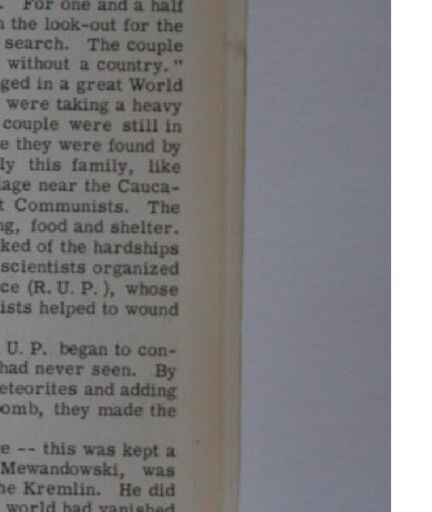 . For one and a half
the look-out for the
search. The couple
without a country."
ged in a great World
were taking a heavy
couple were still in
e they were found by
ly this family, like
lage near the Cauca-
t Communists. The
ng, food and shelter.
ked of the hardships
scientists organized
ce (R. U. P.), whose
ists helped to wound
U. P. began to con-
had never seen. By
eteorites and adding
omb, they made the
e -- this was kept a
Mewandowski, was
he Kremlin. He did
world had vanished